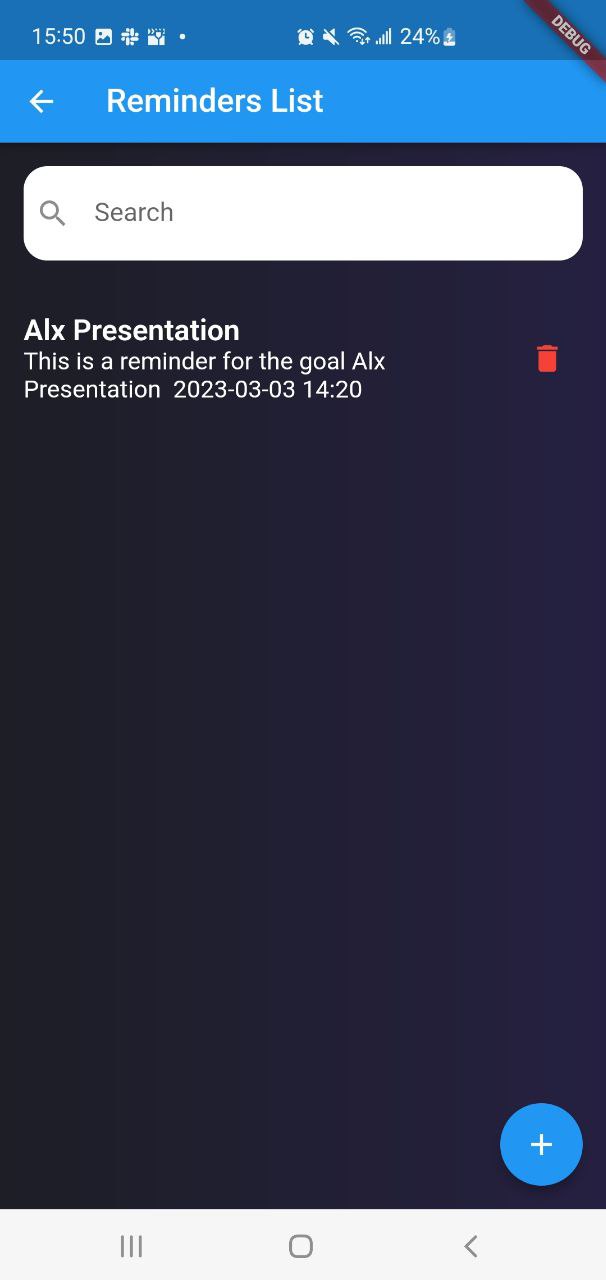 15:50
24%
DEBUG
Reminders List
Search
Alx Presentation
This is a reminder for the goal Alx
Presentation  2023-03-03 14:20